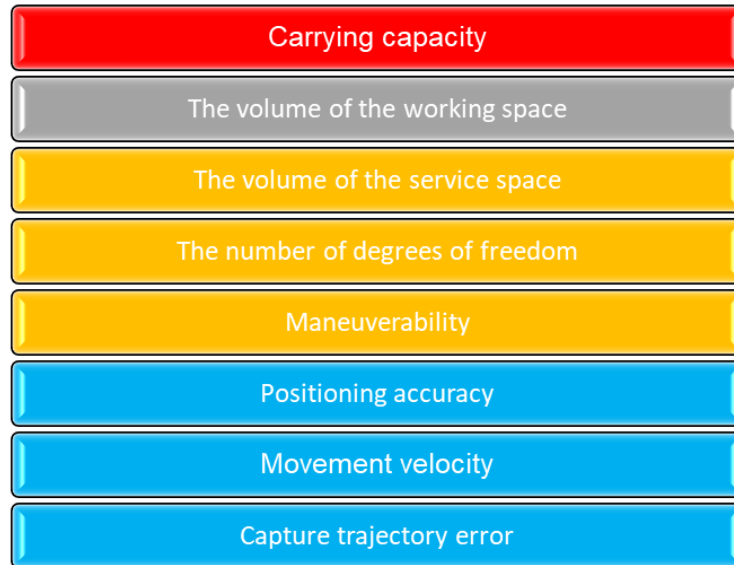 Carrying capacity
The volume of the working space
The volume of the service space
The number of degrees of freedom
Maneuverability
Positioning accuracy
Movement velocity
Capture trajectory error